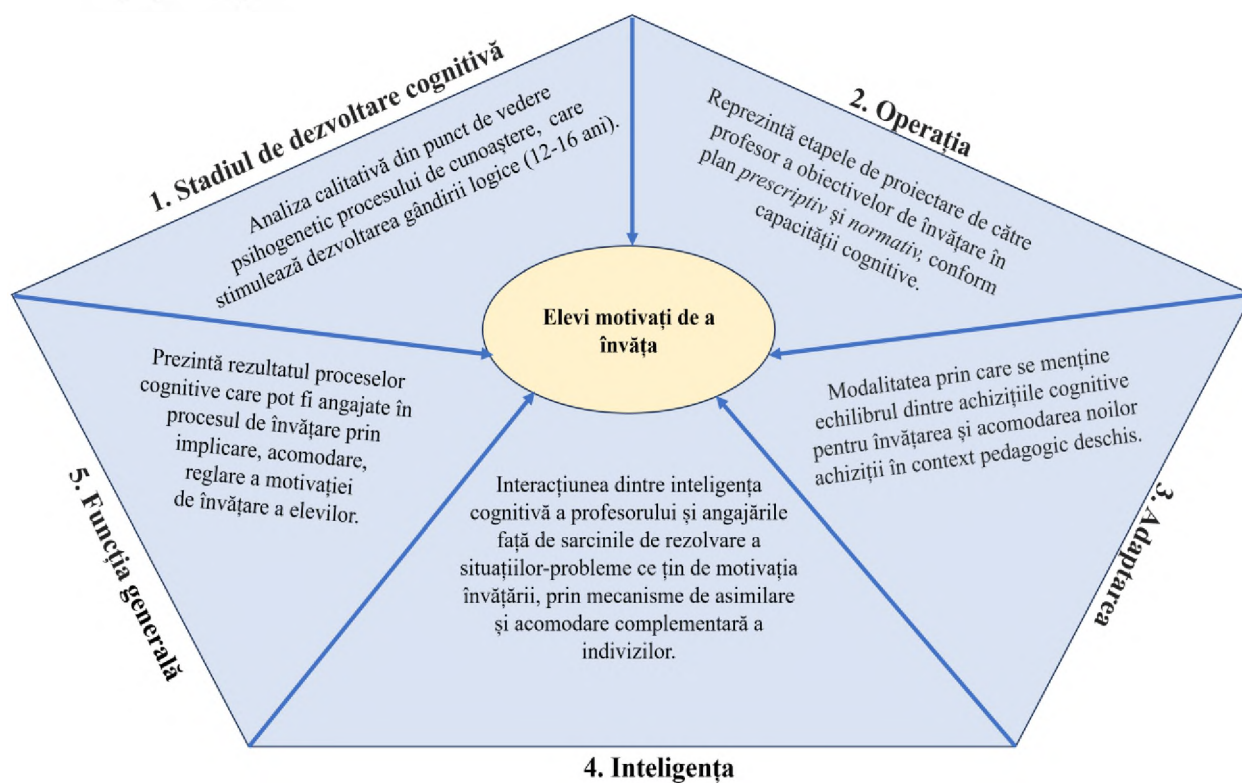 1. Stadiul de dezvoltare cognitivă
Analiza calitativă din punct de vedere
psihogenetic procesului de cunoaștere, care
stimulează dezvoltarea gândirii logice (12-16 ani).
2. Operația
Reprezintă etapele de proiectare de către
profesor a obiectivelor de învățare în
plan prescriptiv și normativ, conform
capacității cognitive.
Elevi motivați de a
învăța
3. Adaptarea
Modalitatea prin care se menține
echilibrul dintre achizițiile cognitive
pentru învățarea și acomodarea noilor
achiziții în context pedagogic deschis.
4. Inteligența
Interacțiunea dintre inteligența
cognitivă a profesorului și angajările
față de sarcinile de rezolvare a
situațiilor-probleme ce țin de motivația
învățării, prin mecanisme de asimilare
și acomodare complementară a
indivizilor.
5. Funcția generală
Prezintă rezultatul proceselor
cognitive care pot fi angajate în
procesul de învățare prin
implicare, acomodare,
reglare a motivației
de învățare a elevilor.